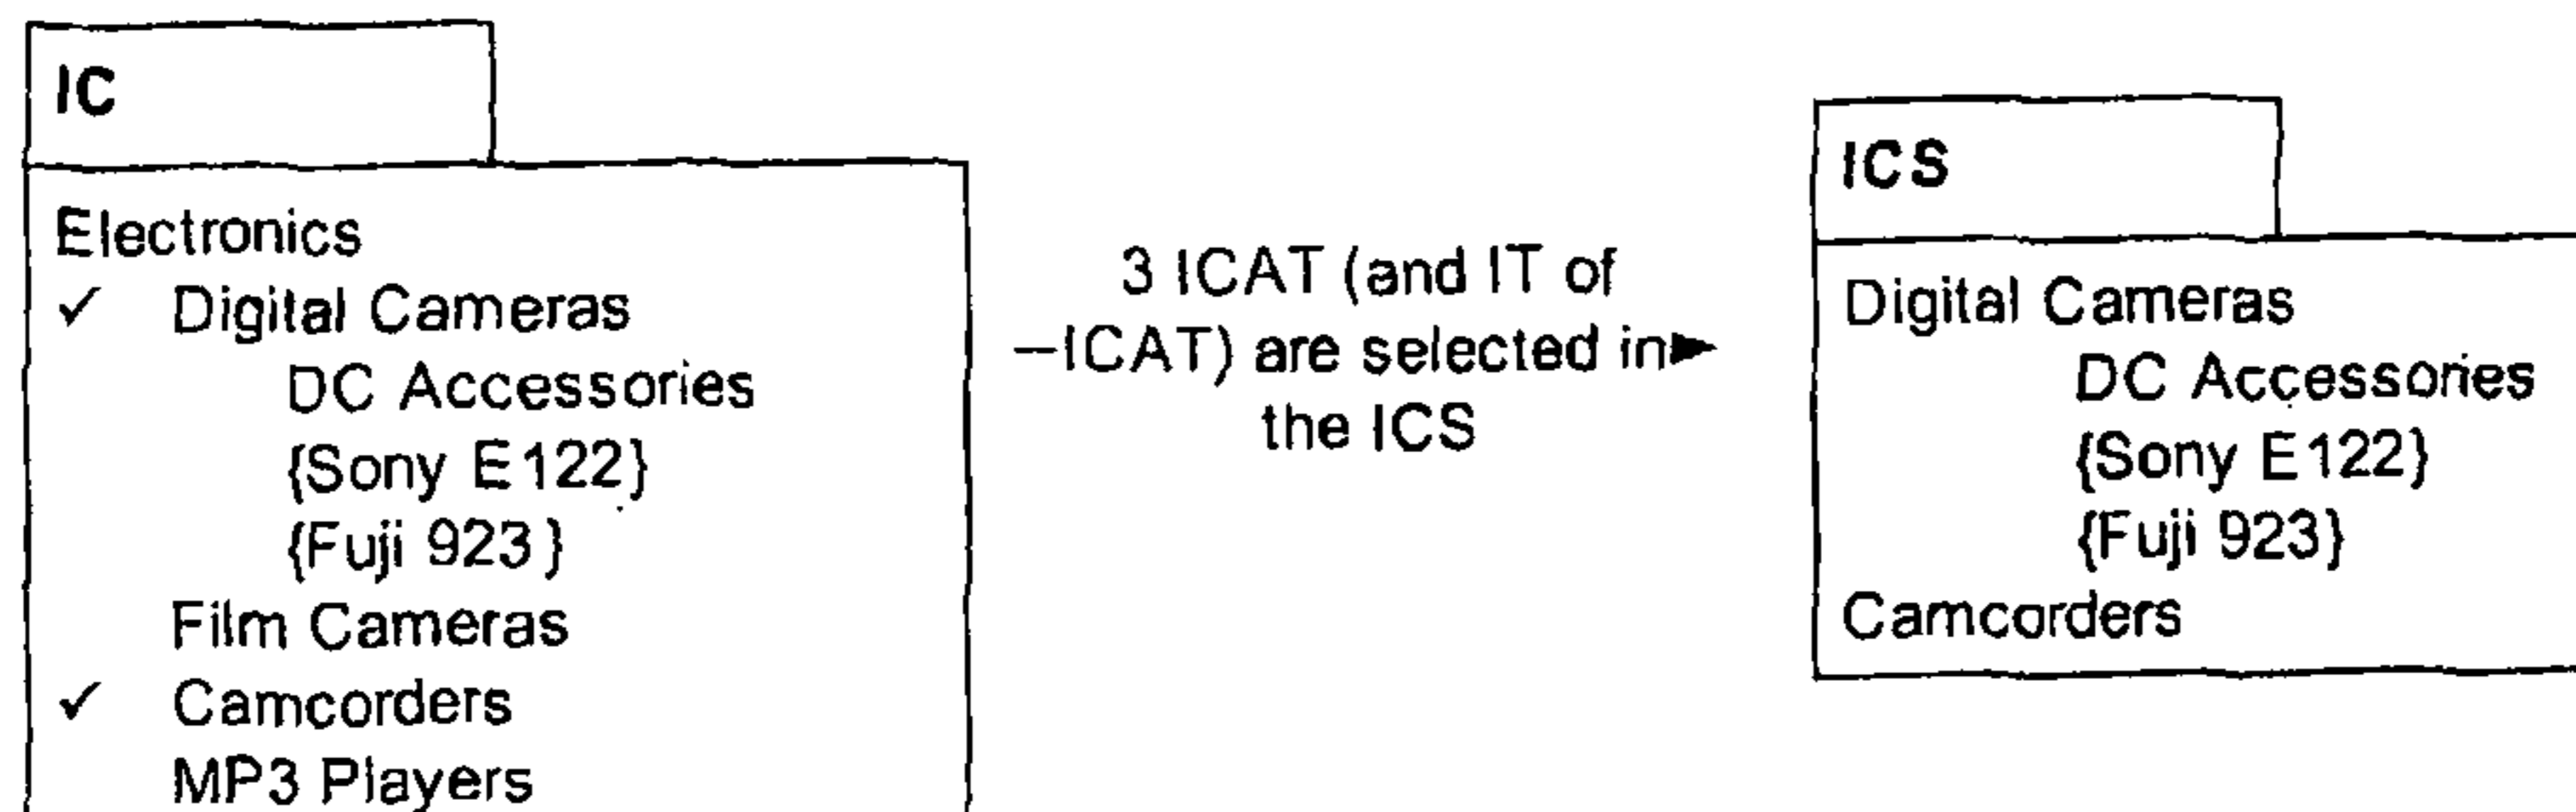 IC
Electronics
✓ Digital Cameras
DC Accessories
{Sony E122}
{Fuji 923}
Film Cameras
✓ Camcorders
MP3 Players
3 ICAT (and IT of
ICAT) are selected in
the ICS
ICS
Digital Cameras
DC Accessories
{Sony E122}
{Fuji 923}
Camcorders